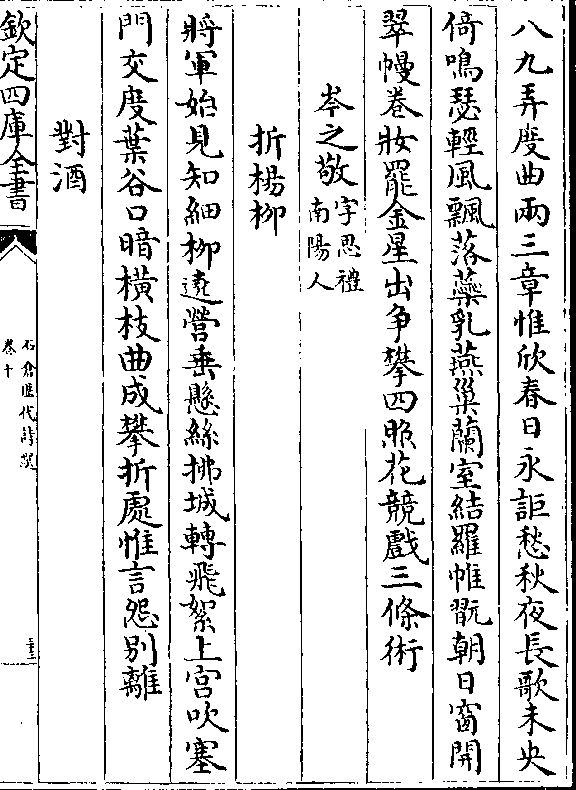 八九弄度曲兩三章惟欣春日永詎愁秋夜長歌未央
倚鳴瑟輕風飄落蘂乳燕巢蘭室結羅帷翫朝日窗開
翠幔卷妝罷金星出争攀四照花競戲三條術
岑之敬字思禮南陽人
折楊柳
將軍始見知細柳遶營垂懸絲拂城轉飛絮上宫吹塞
門交度葉谷口暗横枝曲成攀折處惟言怨别離
對酒
欽定四庫全書
石倉歴代詩選
卷十